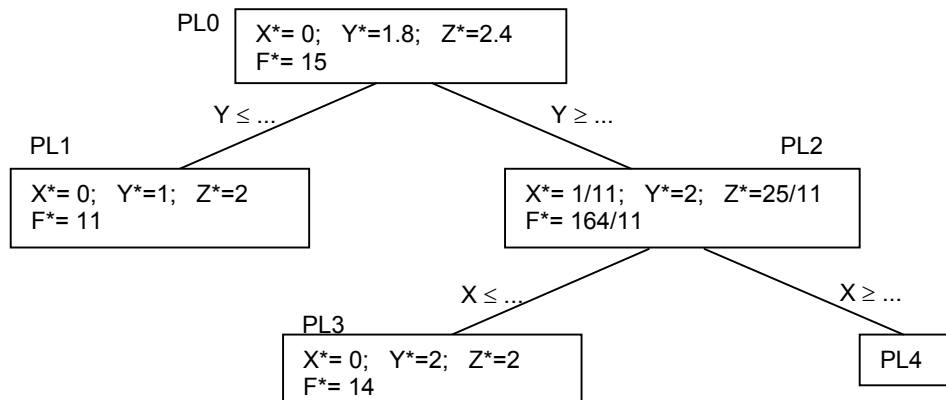 PL0
X*= 0; Y*=1.8; Z*=2.4
F*= 15
Y ≤ ...
Y ≥ ...
PL1
PL2
X*= 0; Y*=1; Z*=2
F*= 11
X*= 1/11; Y*=2; Z*=25/11
F*= 164/11
X ≤ ...
X ≥ ...
PL3
X*= 0; Y*=2; Z*=2
F*= 14
PL4